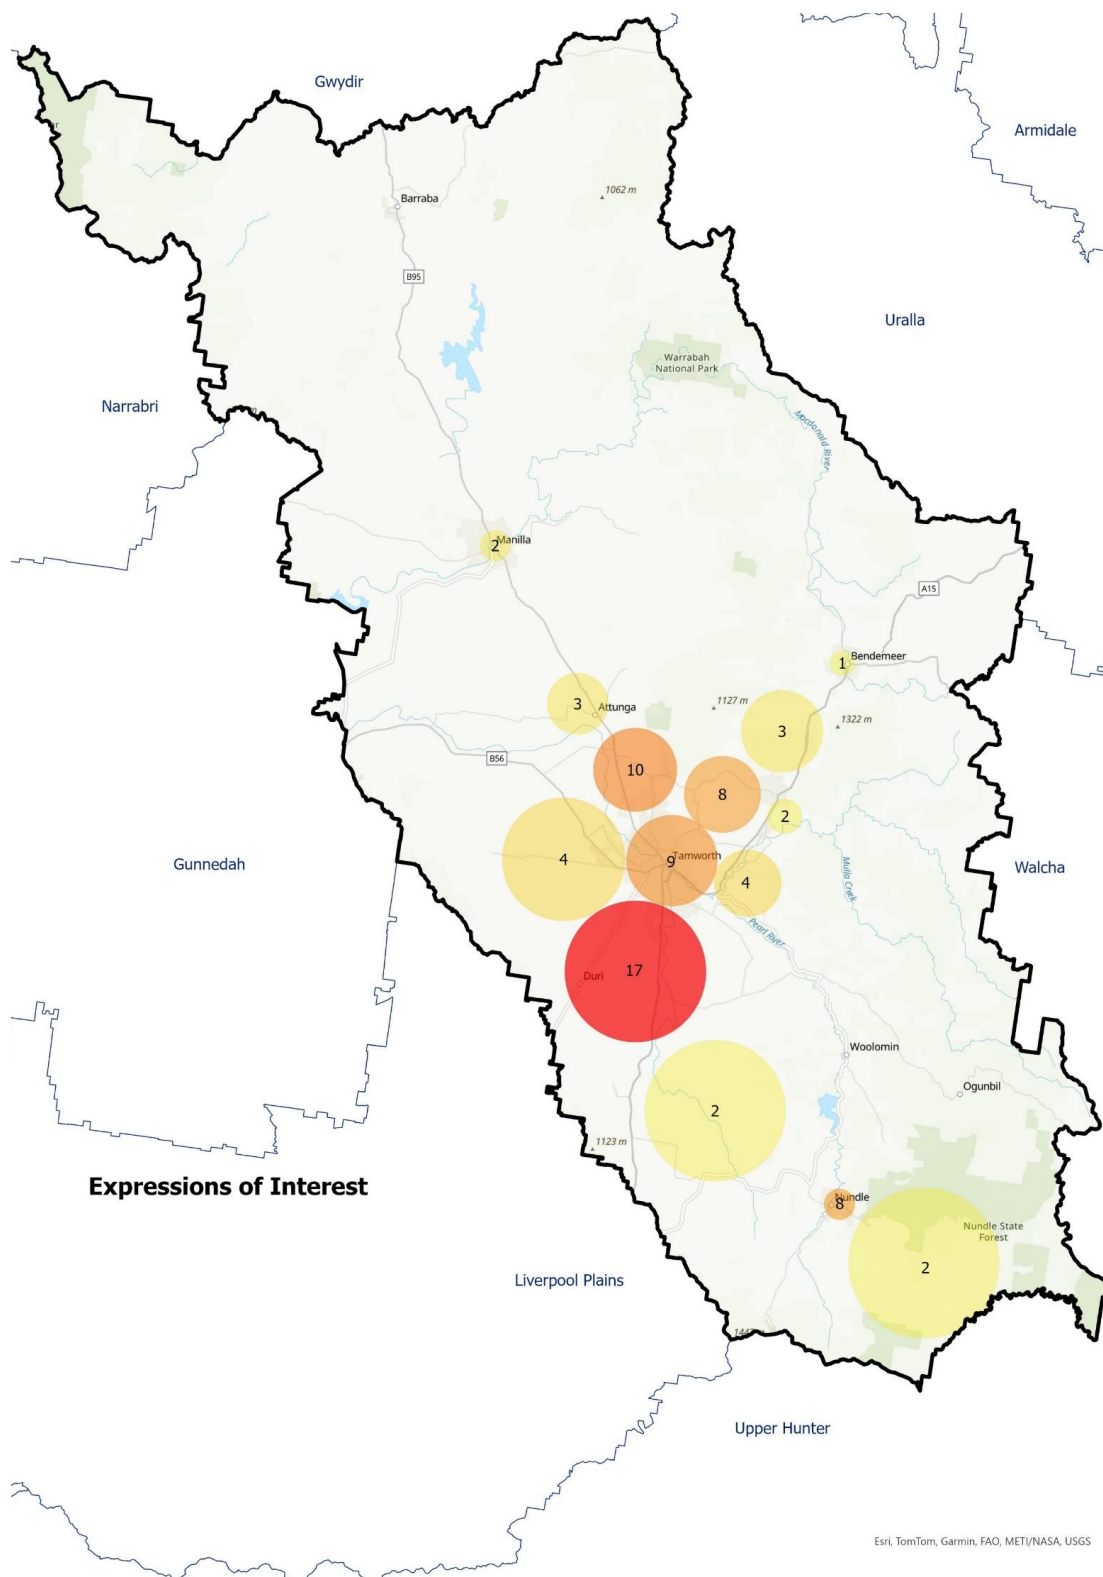 Gwydir
Armidale
Barraba
1062 m
B95
Uralla
Warrabah
National Park
Narrabri
Macdonald River
2
Manilla
A15
1
Bendemeer
3
Attunga
1127 m
3
1322 m
10
B56
8
2
4
9
Tamworth
4
Gunnedah
Mulla Creek
Walcha
Pearl River
17
Duri
Woolomin
Ogunbil
2
1123 m
Expressions of Interest
8
Nundle
Nundle State
Forest
2
Liverpool Plains
Upper Hunter
Esri, TomTom, Garmin, FAO, METI/NASA, USGS